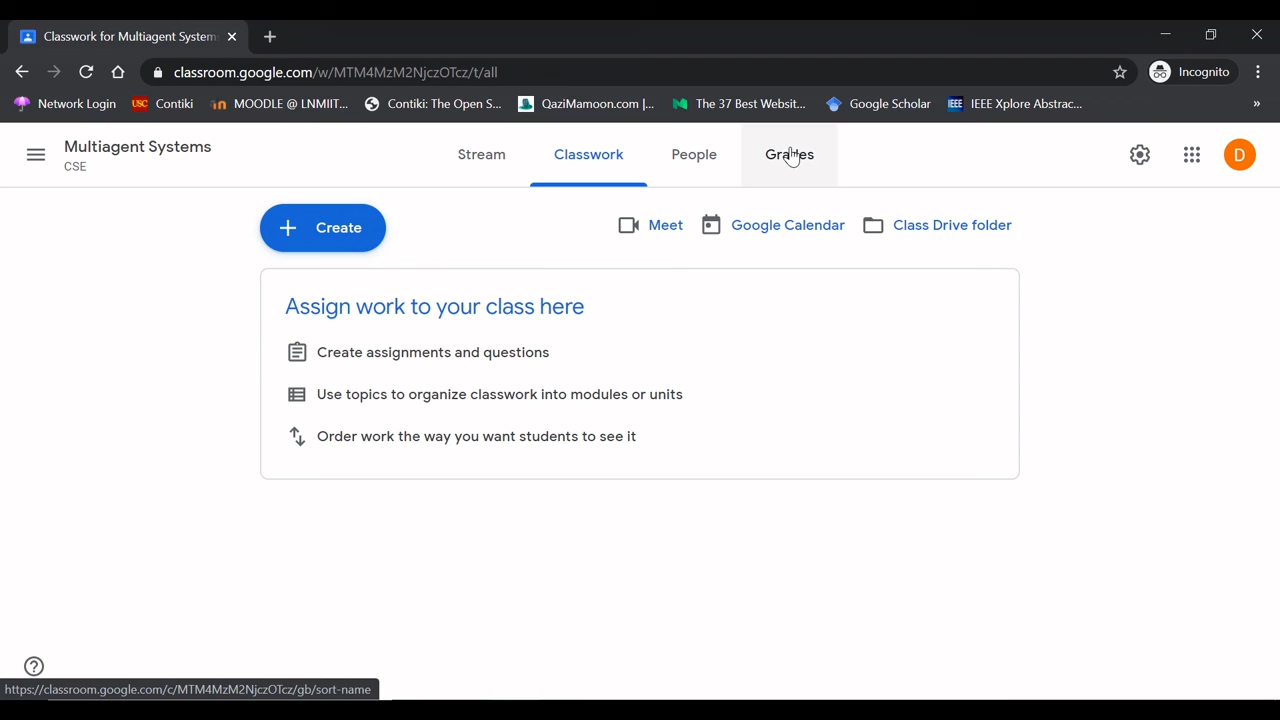 Classwork for Multiagent System
classroom.google.com/w/MTM4MzM2NjczOTcz/t/all
Incognito
Network Login
USC Contiki
MOODLE @ LNMIIT...
Contiki: The Open S...
QaziMamoon.com |...
The 37 Best Websit...
Google Scholar
IEEE IEEE Xplore Abstrac...
»
Multiagent Systems
CSE
Stream
Classwork
People
Grades
D
+ Create
Meet
Google Calendar
Class Drive folder
Assign work to your class here
Create assignments and questions
Use topics to organize classwork into modules or units
Order work the way you want students to see it
?
https://classroom.google.com/c/MTM4MzM2NjczOTcz/gb/sort-name